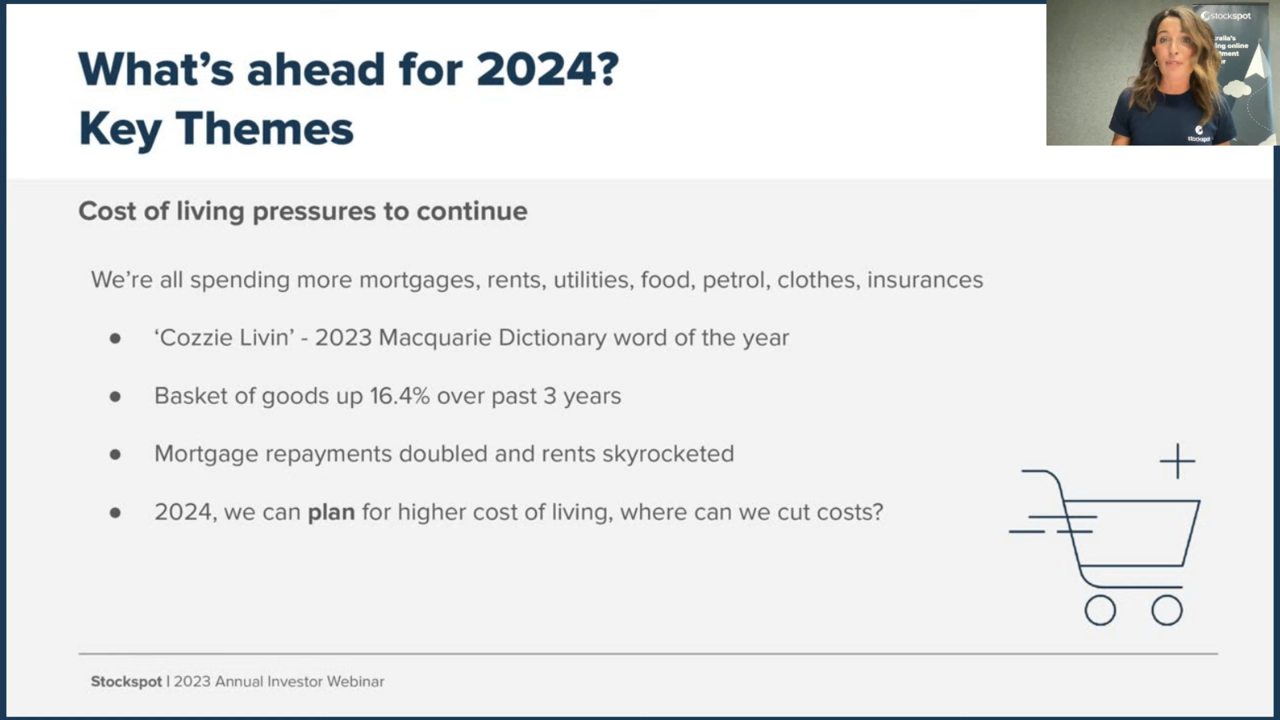 What's ahead for 2024?
Key Themes
stockspot
stockspot
Cost of living pressures to continue
We're all spending more mortgages, rents, utilities, food, petrol, clothes, insurances
● 'Cozzie Livin' - 2023 Macquarie Dictionary word of the year
● Basket of goods up 16.4% over past 3 years
● Mortgage repayments doubled and rents skyrocketed
● 2024, we can plan for higher cost of living, where can we cut costs?
Stockspot | 2023 Annual Investor Webinar